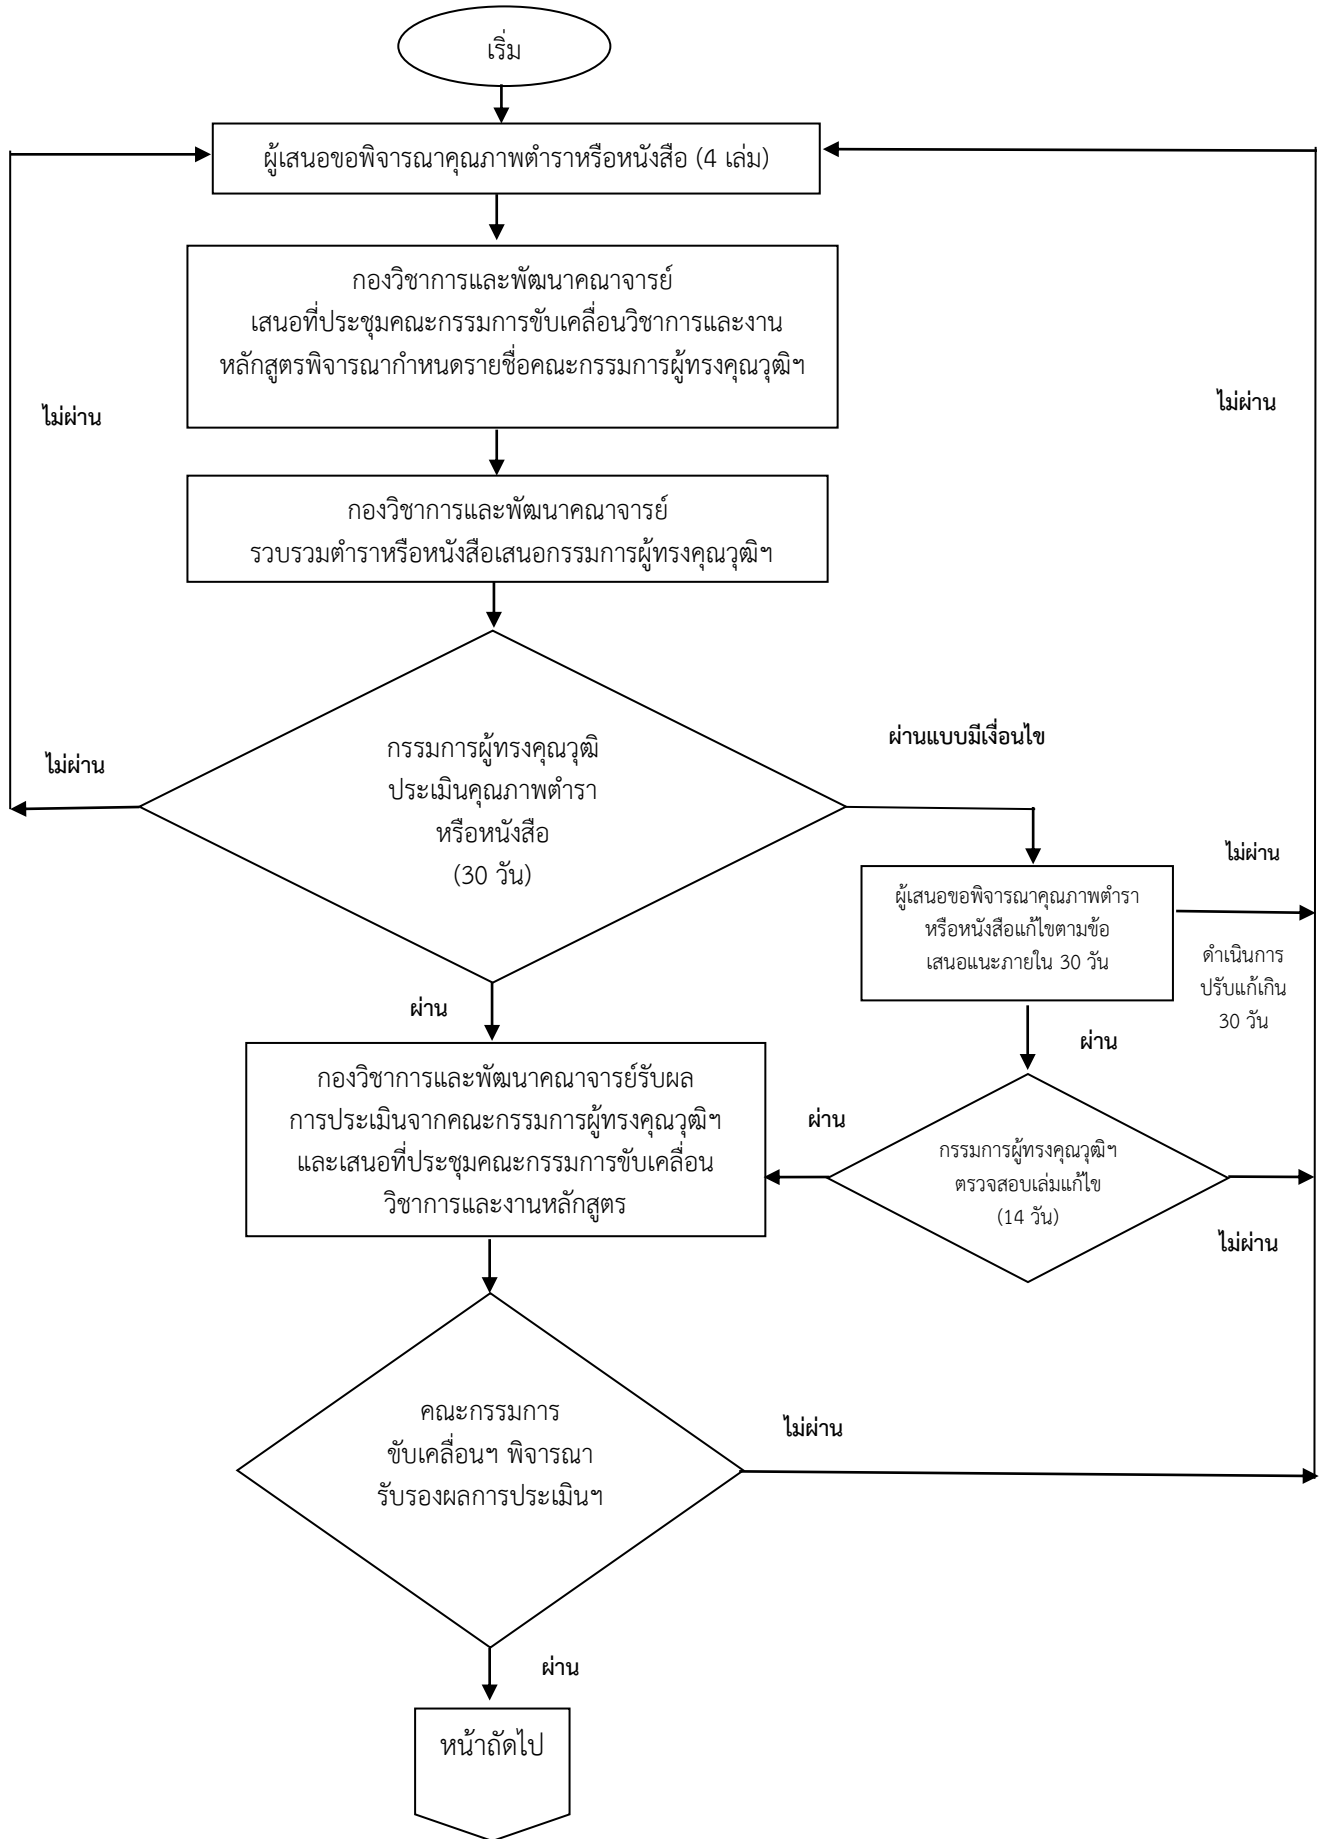 เริ่ม
ผู้เสนอขอพิจารณาคุณภาพตำราหรือหนังสือ (4 เล่ม)
กองวิชาการและพัฒนาคณาจารย์
เสนอที่ประชุมคณะกรรมการขับเคลื่อนวิชาการและงาน
หลักสูตรพิจารณากำหนดรายชื่อคณะกรรมการผู้ทรงคุณวุฒิฯ
ไม่ผ่าน
ไม่ผ่าน
กองวิชาการและพัฒนาคณาจารย์
รวบรวมตำราหรือหนังสือเสนอกรรมการผู้ทรงคุณวุฒิฯ
ไม่ผ่าน
กรรมการผู้ทรงคุณวุฒิ
ประเมินคุณภาพตำรา
หรือหนังสือ
(30 วัน)
ผ่านแบบมีเงื่อนไข
ผู้เสนอขอพิจารณาคุณภาพตำรา
หรือหนังสือแก้ไขตามข้อ
เสนอแนะภายใน 30 วัน
ไม่ผ่าน
ดำเนินการ
ปรับแก้เกิน
30 วัน
ผ่าน
ผ่าน
กองวิชาการและพัฒนาคณาจารย์รับผล
การประเมินจากคณะกรรมการผู้ทรงคุณวุฒิฯ
และเสนอที่ประชุมคณะกรรมการขับเคลื่อน
วิชาการและงานหลักสูตร
ผ่าน
กรรมการผู้ทรงคุณวุฒิฯ
ตรวจสอบเล่มแก้ไข
(14 วัน)
ไม่ผ่าน
คณะกรรมการ
ขับเคลื่อนฯ พิจารณา
รับรองผลการประเมินฯ
ไม่ผ่าน
ผ่าน
หน้าถัดไป